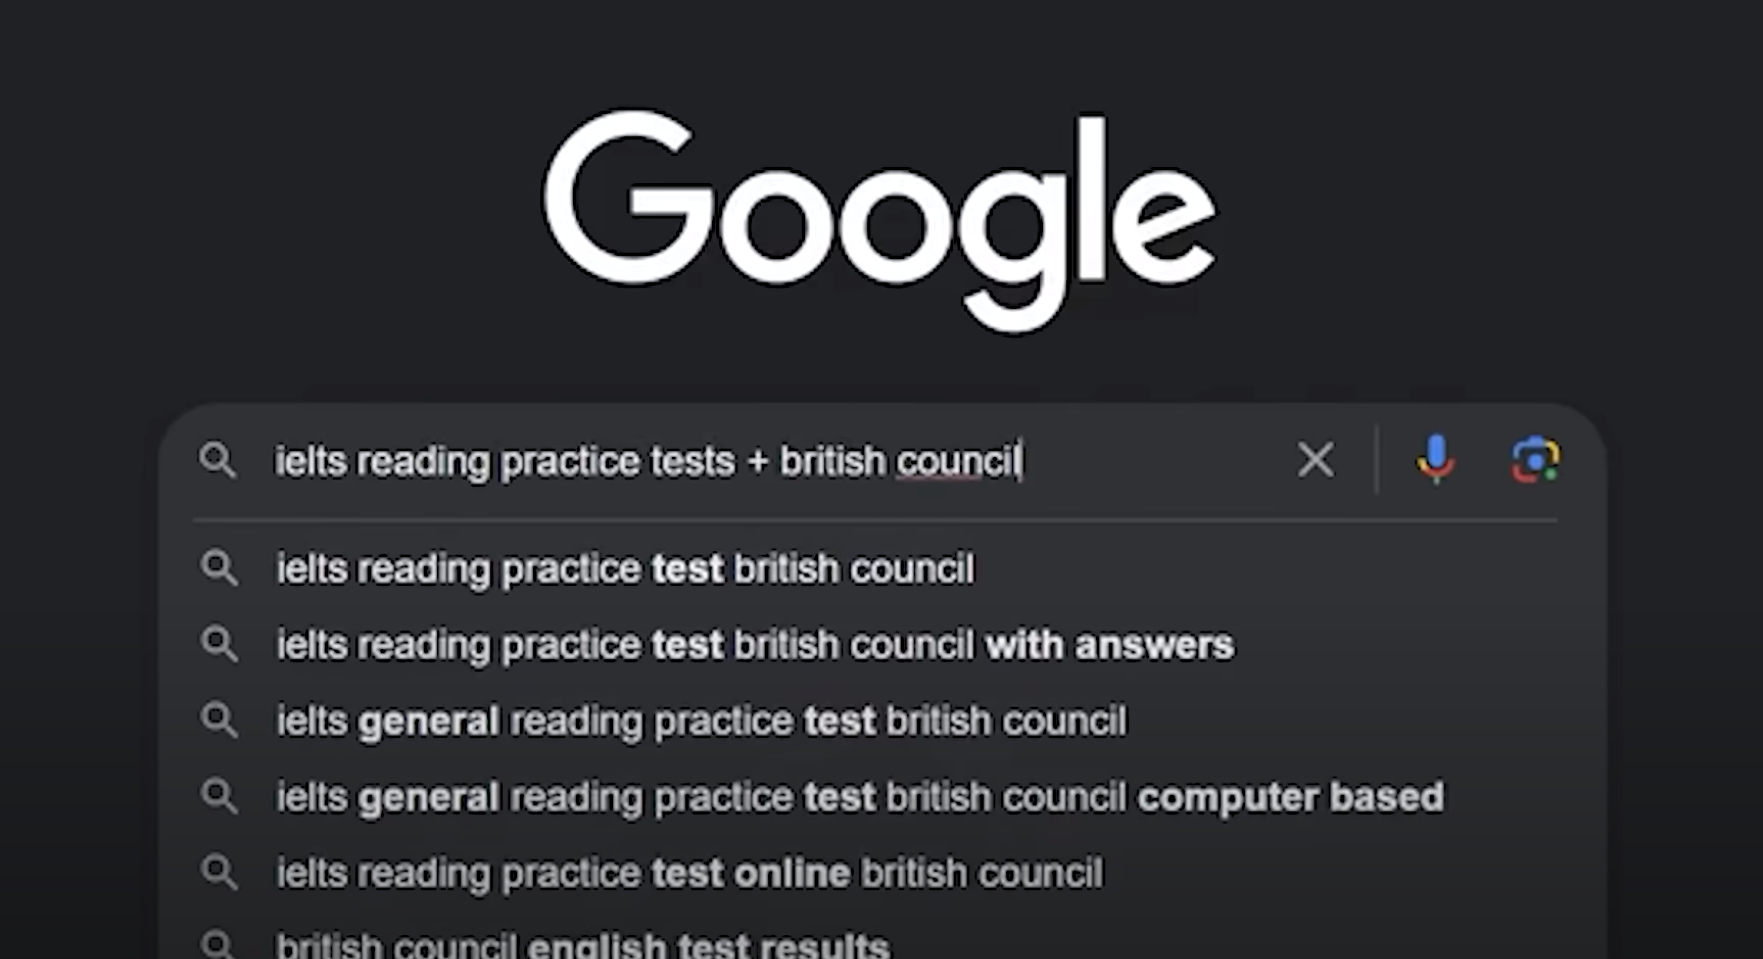 Google
ielts reading practice tests + british council
ielts reading practice test british council
ielts reading practice test british council with answers
ielts general reading practice test british council
ielts general reading practice test british council computer based
ielts reading practice test online british council
british council english test results